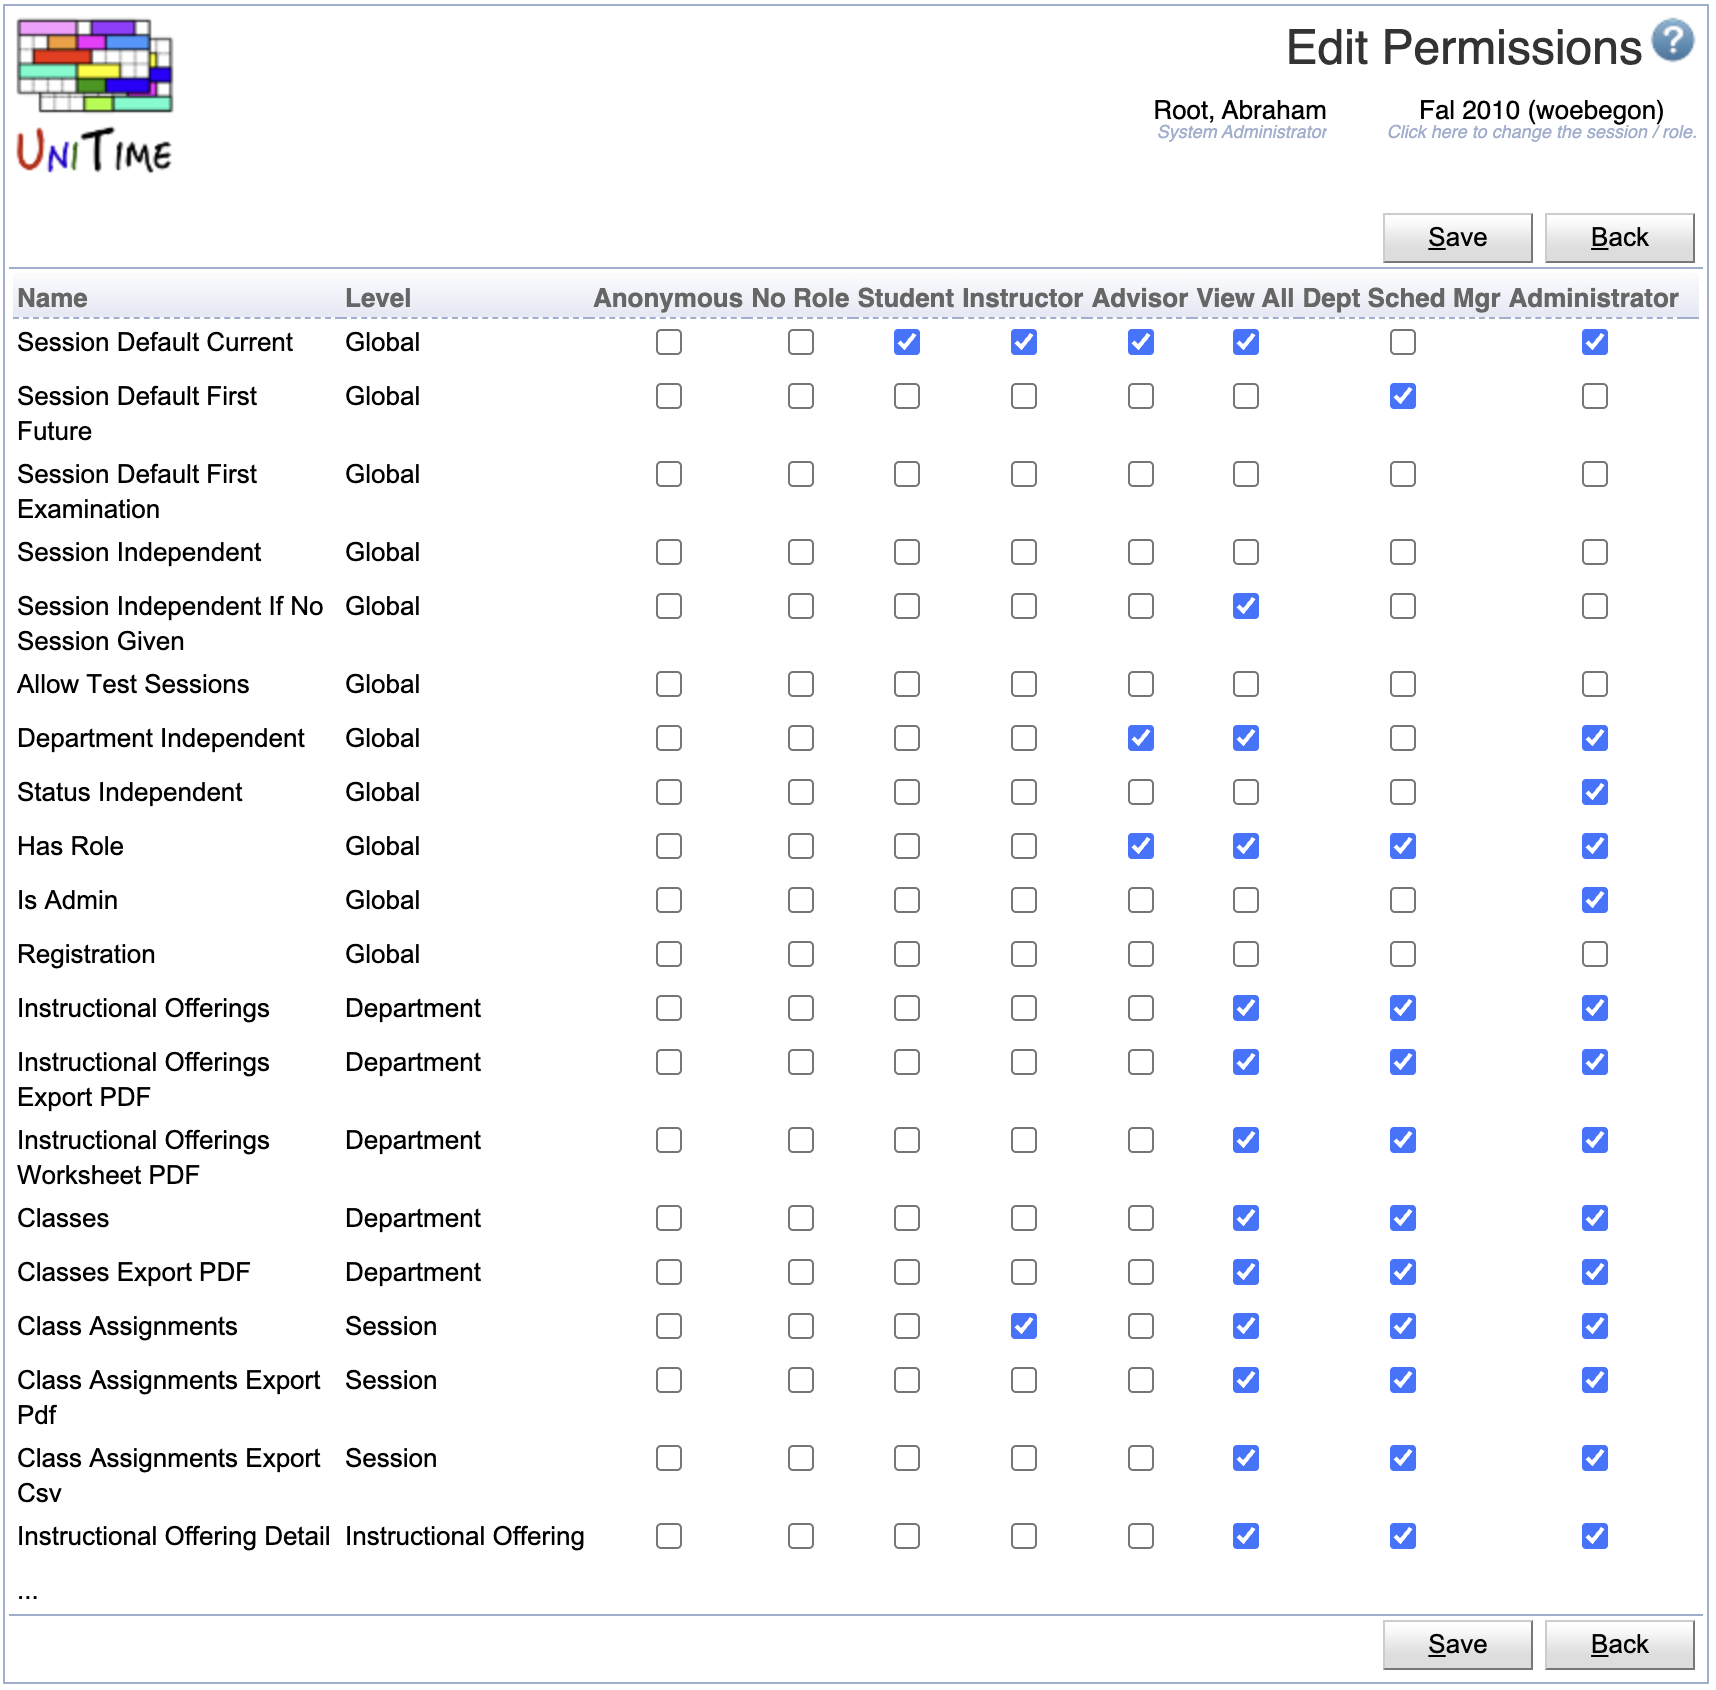 UNITIME
Edit Permissions ?
Root, Abraham Fal 2010 (woebegon)
System Administrator Click here to change the session / role.
Save Back
Name Level Anonymous No Role Student Instructor Advisor View All Dept Sched Mgr Administrator
Session Default Current Global
Session Default First Global
Future
Session Default First Global
Examination
Session Independent Global
Session Independent If No Global
Session Given
Allow Test Sessions Global
Department Independent Global
Status Independent Global
Has Role Global
Is Admin Global
Registration Global
Instructional Offerings Department
Instructional Offerings Department
Export PDF
Instructional Offerings Department
Worksheet PDF
Classes Department
Classes Export PDF Department
Class Assignments Session
Class Assignments Export Session
Pdf
Class Assignments Export Session
Csv
Instructional Offering Detail Instructional Offering
...
Save Back